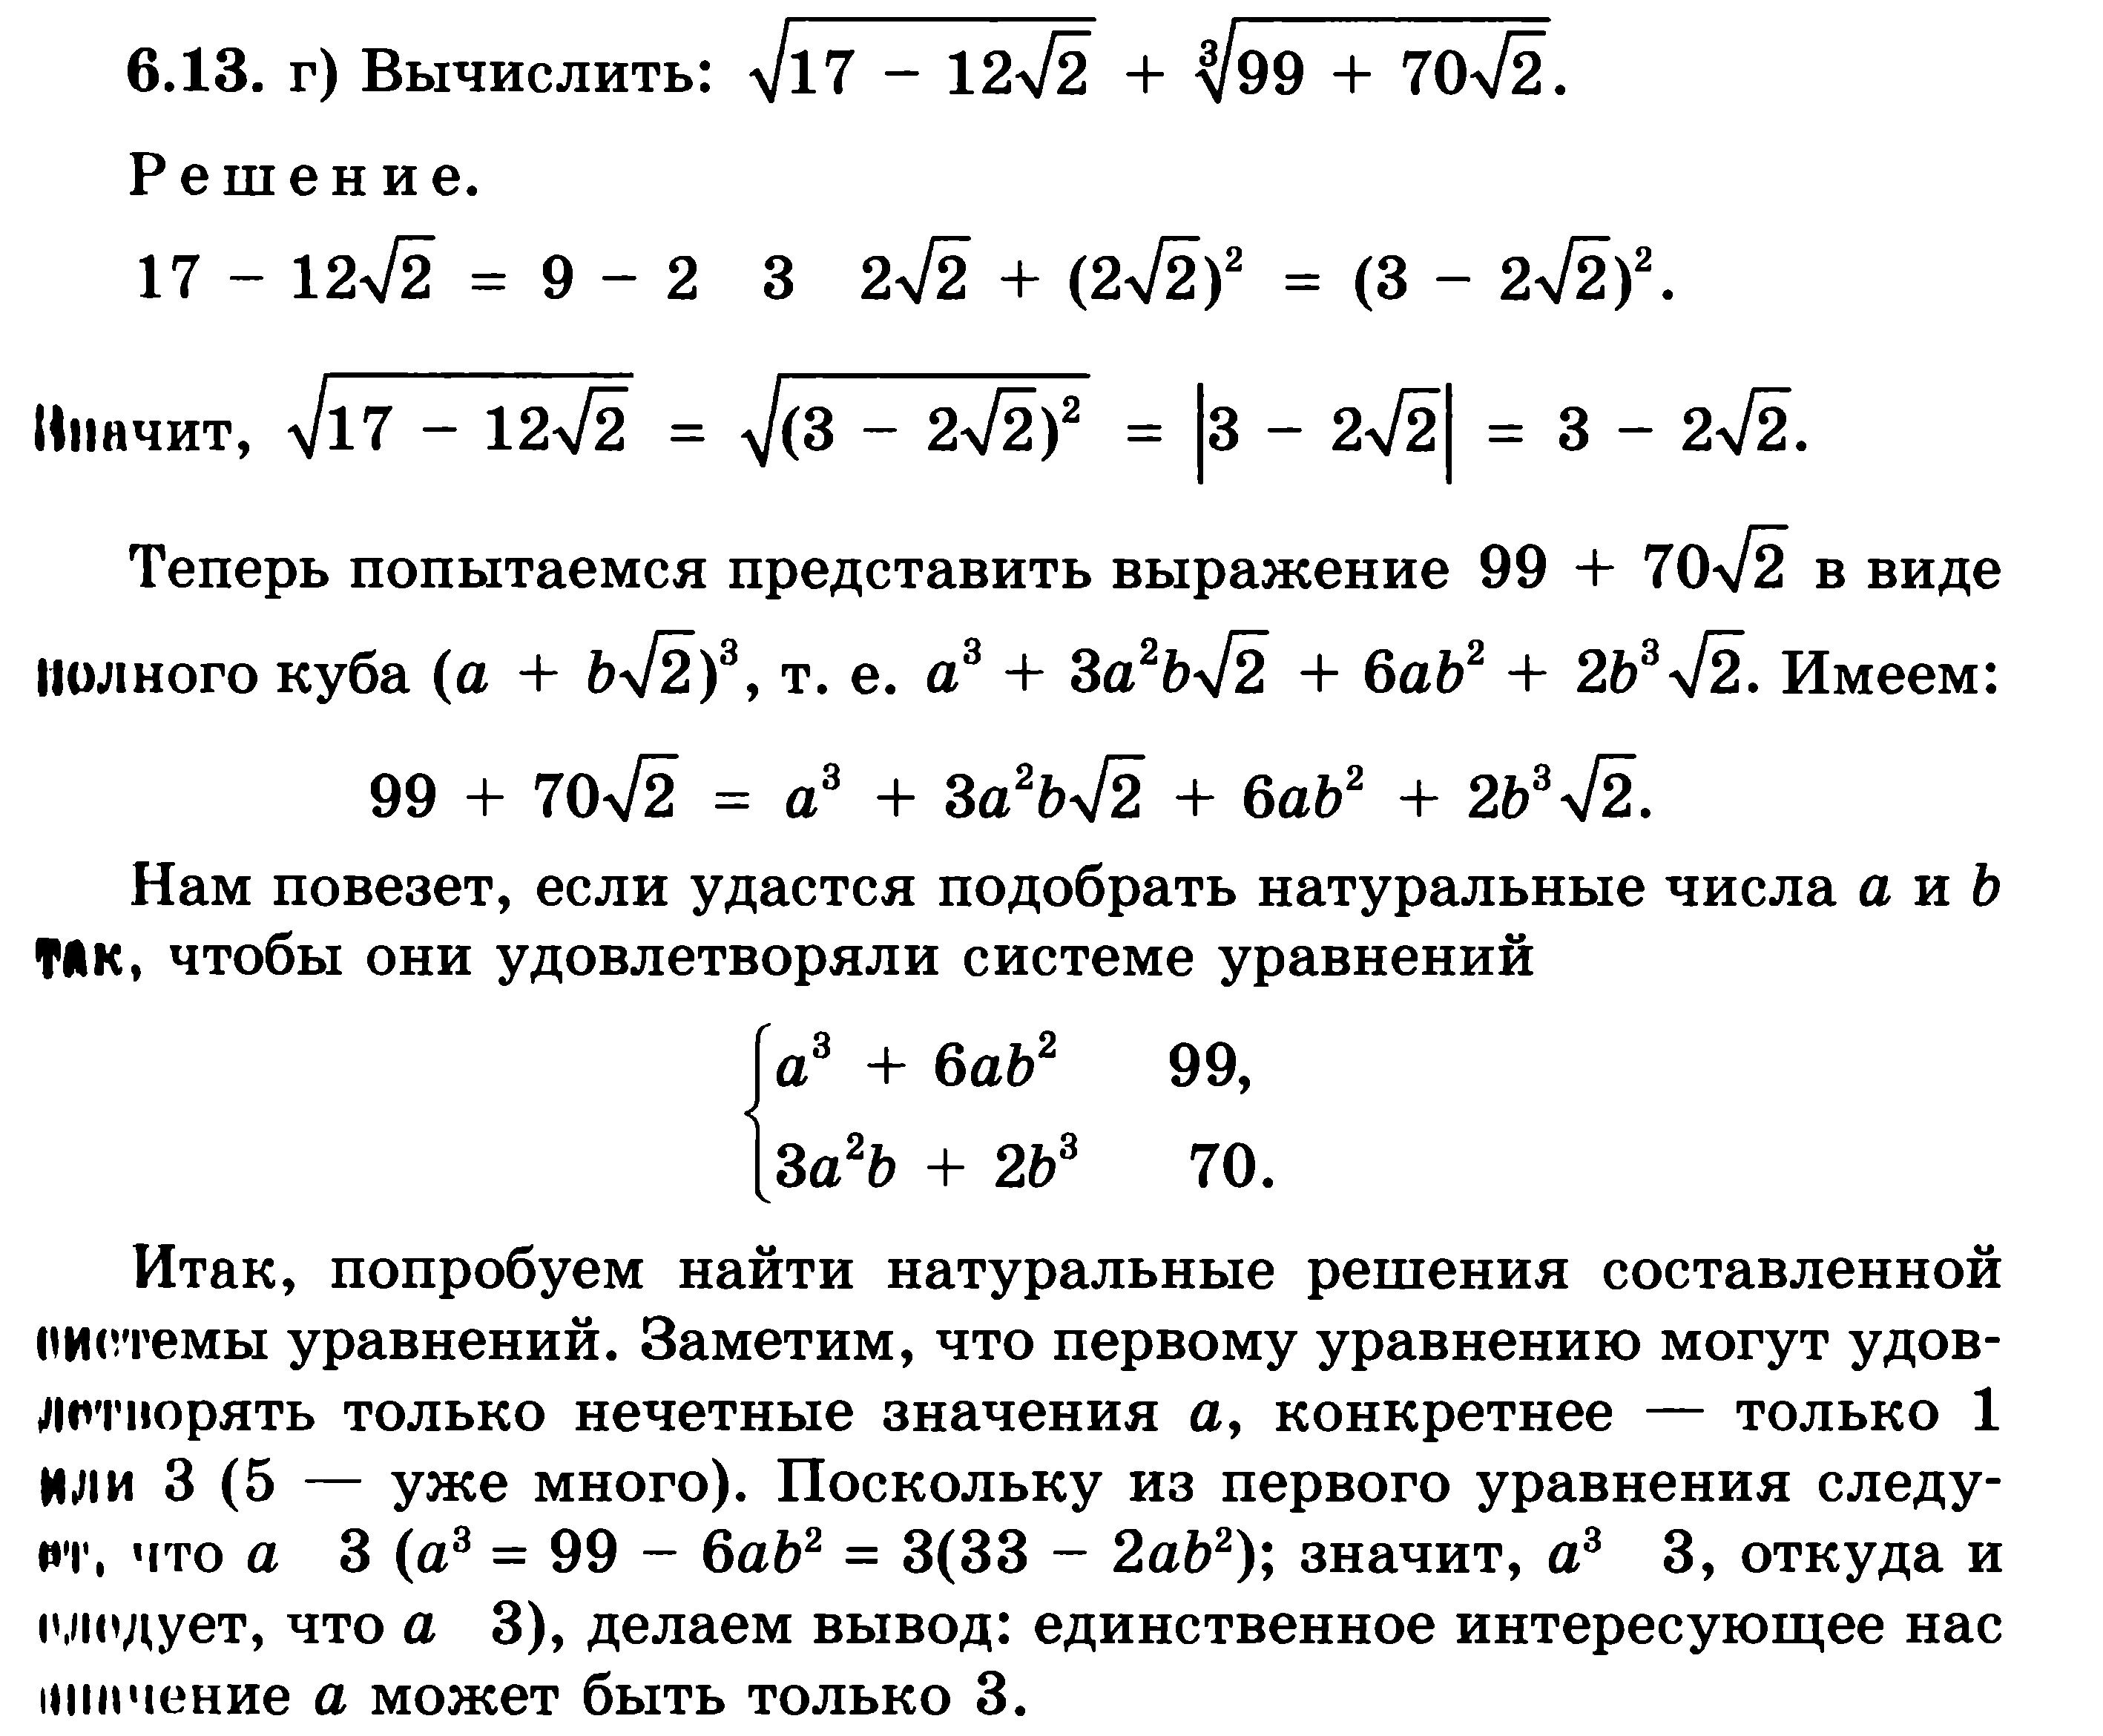 6.13. г) Вычислить: √(17 − 12√2) + ∛(99 + 70√2).
Решение.
17 − 12√2 = 9 − 2 3 2√2 + (2√2)² = (3 − 2√2)².
√(17 − 12√2) = √((3 − 2√2)²) = |3 − 2√2| = 3 − 2√2.
Теперь попытаемся представить выражение 99 + 70√2 в виде
полного куба (a + b√2)³, т. е. a³ + 3a²b√2 + 6ab² + 2b³√2. Имеем:
99 + 70√2 = a³ + 3a²b√2 + 6ab² + 2b³√2.
Нам повезет, если удастся подобрать натуральные числа a и b
так, чтобы они удовлетворяли системе уравнений
a³ + 6ab² 99,
3a²b + 2b³ 70.
Итак, попробуем найти натуральные решения составленной
системы уравнений. Заметим, что первому уравнению могут удов-
летворять только нечетные значения a, конкретнее — только 1
или 3 (5 — уже много). Поскольку из первого уравнения следу-
ет, что a 3 (a³ = 99 − 6ab² = 3(33 − 2ab²); значит, a³ 3, откуда и
следует, что a 3), делаем вывод: единственное интересующее нас
a может быть только 3.